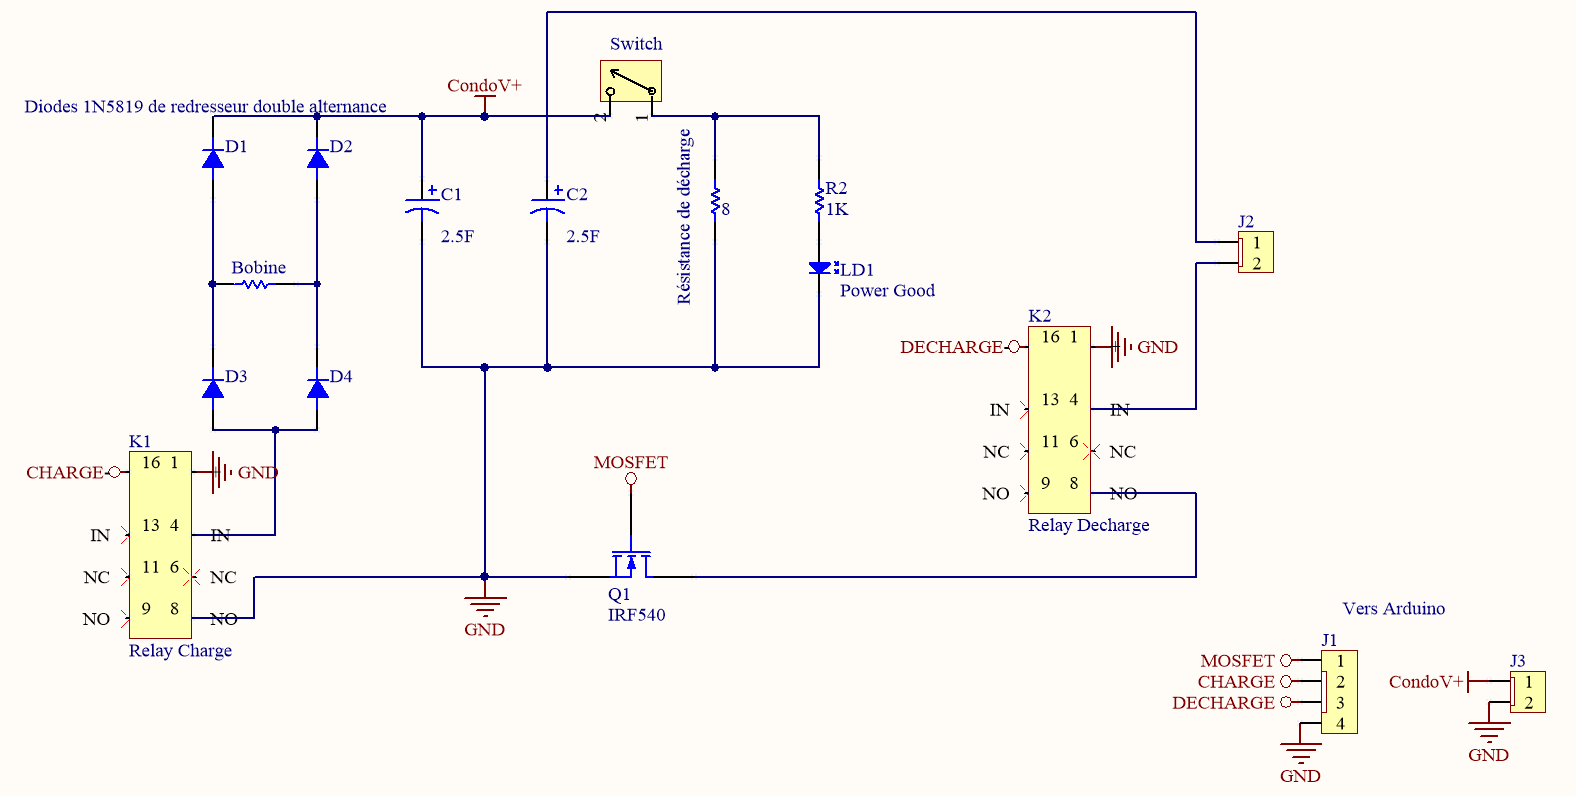 Switch
CondoV+
Diodes 1N5819 de redresseur double alternance
2
1
D1
D2
C1
2.5F
C2
2.5F
Résistance de décharge
8
R2
1K
LD1
Power Good
Bobine
D3
D4
J2
1
2
K2
DECHARGE
16 1
GND
IN
13 4
IN
NC
11 6
NC
NO
9 8
NO
Relay Decharge
K1
CHARGE
16 1
GND
IN
13 4
IN
NC
11 6
NC
NO
9 8
NO
Relay Charge
MOSFET
Q1
IRF540
GND
Vers Arduino
J1
MOSFET
1
CHARGE
2
DECHARGE
3
4
GND
J3
CondoV+
1
2
GND